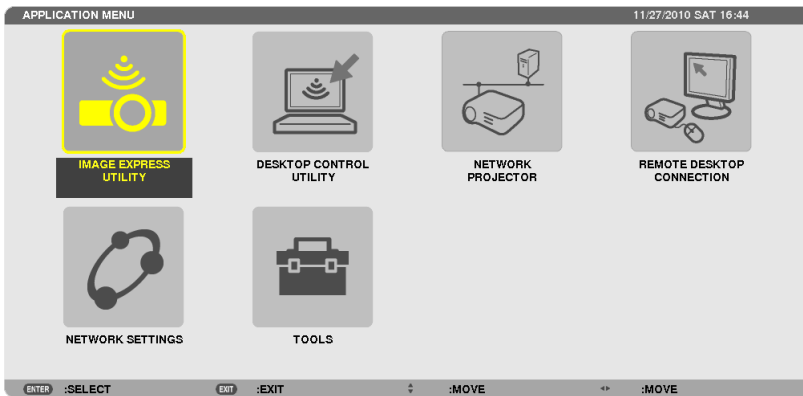 APPLICATION MENU 11/27/2010 SAT 16:44
IMAGE EXPRESS
UTILITY
DESKTOP CONTROL
UTILITY
NETWORK
PROJECTOR
REMOTE DESKTOP
CONNECTION
NETWORK SETTINGS
TOOLS
ENTER :SELECT EXIT :EXIT :MOVE :MOVE